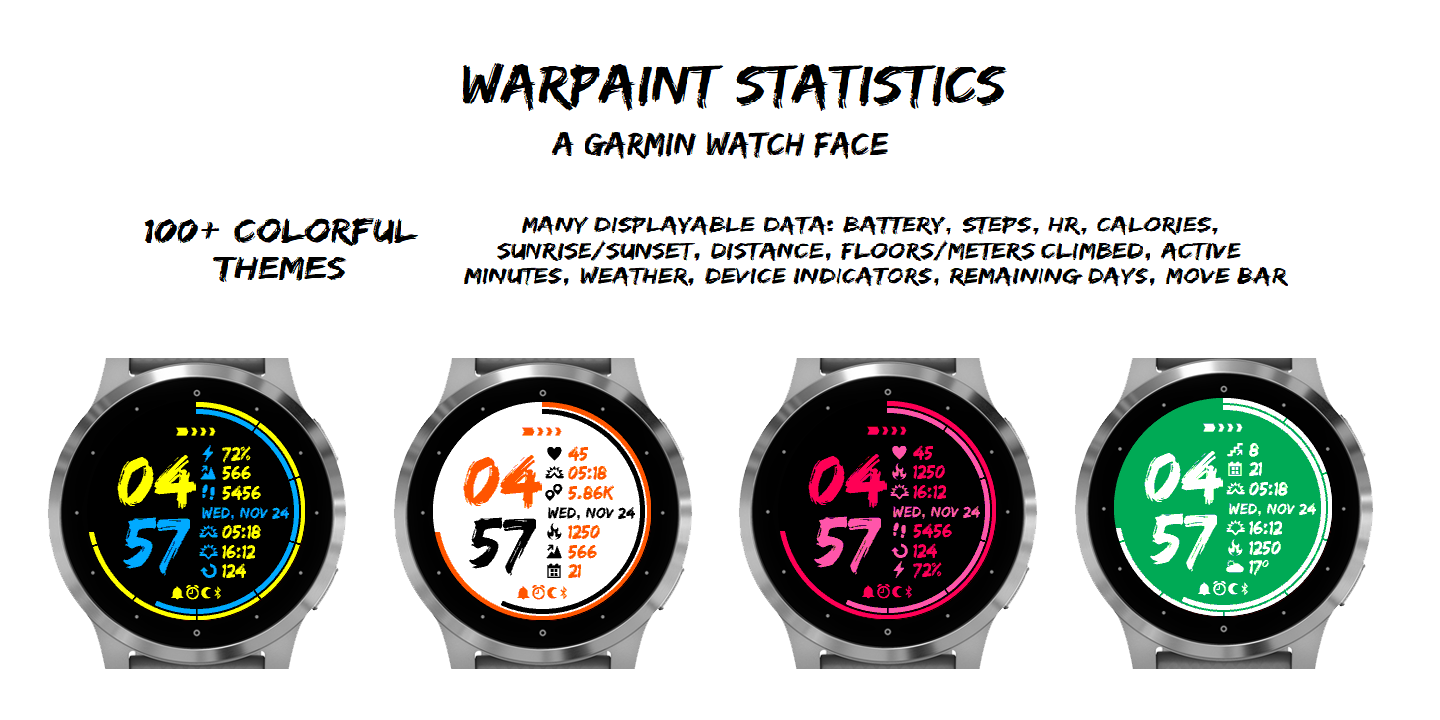 WARPAINT STATISTICS
A GARMIN WATCH FACE
100+ COLORFUL
THEMES
MANY DISPLAYABLE DATA: BATTERY, STEPS, HR, CALORIES,
SUNRISE/SUNSET, DISTANCE, FLOORS/METERS CLIMBED, ACTIVE
MINUTES, WEATHER, DEVICE INDICATORS, REMAINING DAYS, MOVE BAR
04
57
72%
566
5456
WED, NOV 24
05:18
16:12
124
04
57
45
05:18
5.86K
WED, NOV 24
1250
566
21
04
57
45
1250
16:12
WED, NOV 24
5456
124
72%
04
57
8
21
05:18
WED, NOV 24
16:12
1250
17°